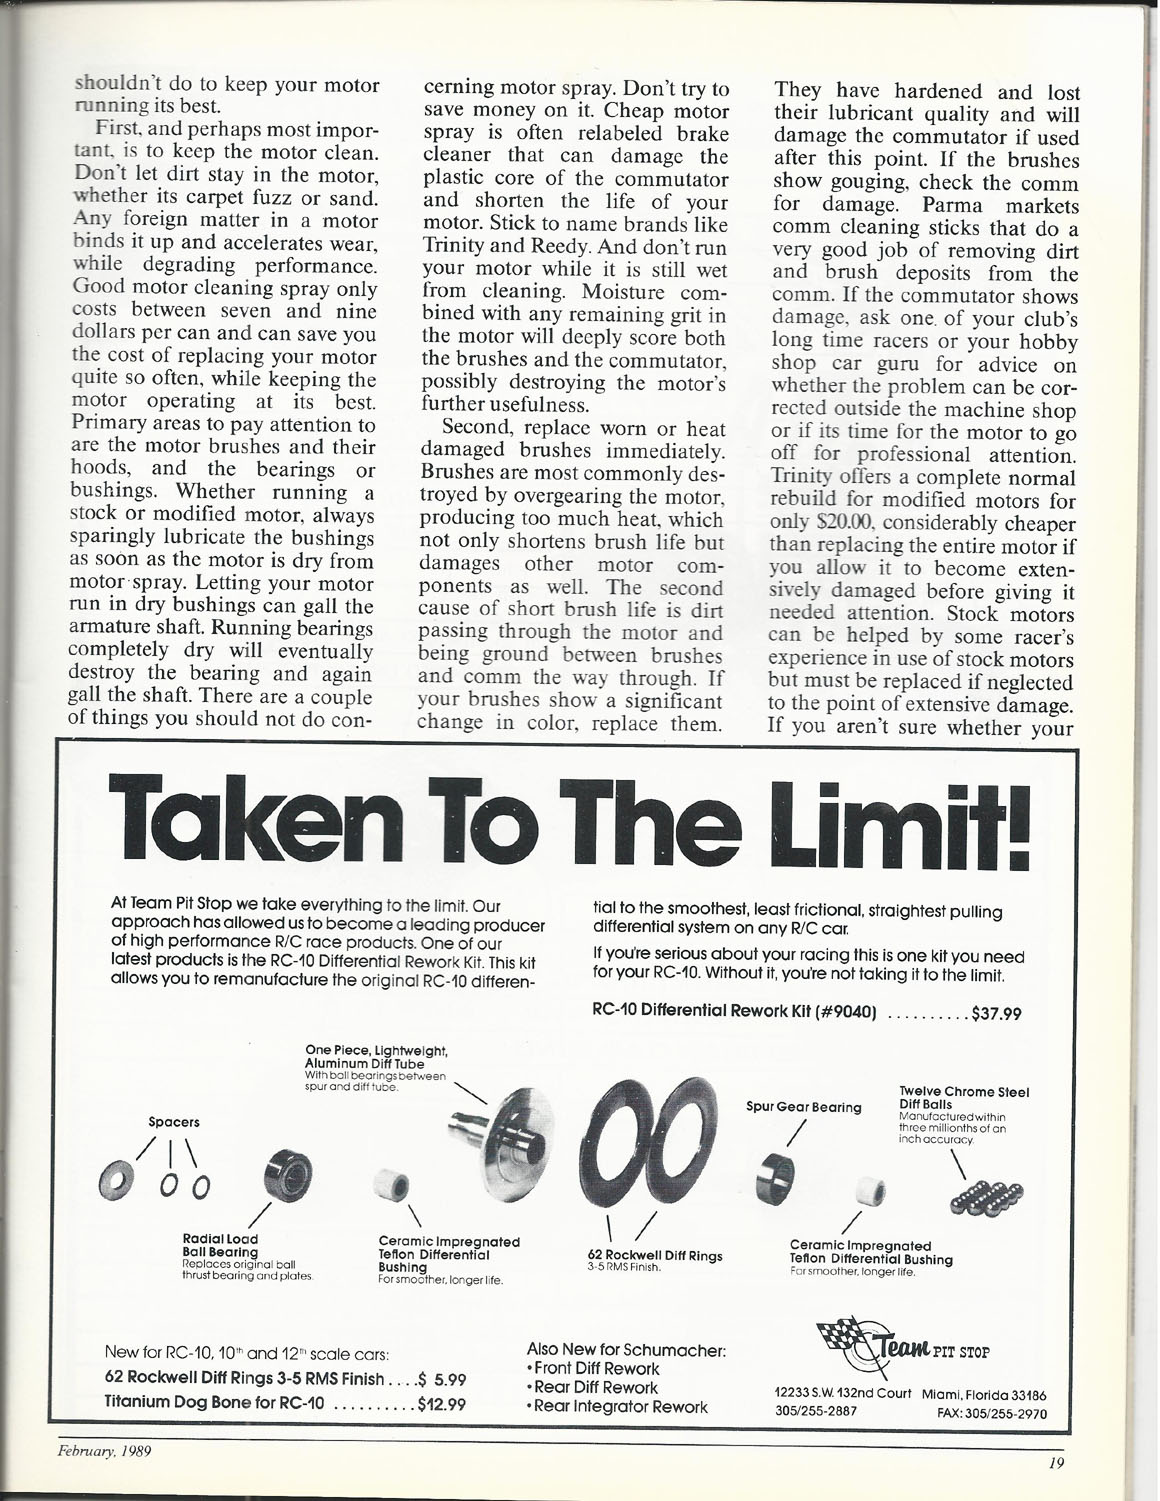 shouldn't do to keep your motor
running its best.
First, and perhaps most impor-
tant, is to keep the motor clean.
Don't let dirt stay in the motor,
whether its carpet fuzz or sand.
Any foreign matter in a motor
binds it up and accelerates wear,
while degrading performance.
Good motor cleaning spray only
costs between seven and nine
dollars per can and can save you
the cost of replacing your motor
quite so often, while keeping the
motor operating at its best.
Primary areas to pay attention to
are the motor brushes and their
hoods, and the bearings or
bushings. Whether running a
stock or modified motor, always
sparingly lubricate the bushings
as soon as the motor is dry from
motor spray. Letting your motor
run in dry bushings can gall the
armature shaft. Running bearings
completely dry will eventually
destroy the bearing and again
gall the shaft. There are a couple
of things you should not do con-
cerning motor spray. Don't try to
save money on it. Cheap motor
spray is often relabeled brake
cleaner that can damage the
plastic core of the commutator
and shorten the life of your
motor. Stick to name brands like
Trinity and Reedy. And don't run
your motor while it is still wet
from cleaning. Moisture com-
bined with any remaining grit in
the motor will deeply score both
the brushes and the commutator,
possibly destroying the motor's
further usefulness.
Second, replace worn or heat
damaged brushes immediately.
Brushes are most commonly des-
troyed by overgearing the motor,
producing too much heat, which
not only shortens brush life but
damages other motor com-
ponents as well. The second
cause of short brush life is dirt
passing through the motor and
being ground between brushes
and comm the way through. If
your brushes show a significant
change in color, replace them.
They have hardened and lost
their lubricant quality and will
damage the commutator if used
after this point. If the brushes
show gouging, check the comm
for damage. Parma markets
comm cleaning sticks that do a
very good job of removing dirt
and brush deposits from the
comm. If the commutator shows
damage, ask one of your club's
long time racers or your hobby
shop car guru for advice on
whether the problem can be cor-
rected outside the machine shop
or if its time for the motor to go
off for professional attention.
Trinity offers a complete normal
rebuild for modified motors for
only $20.00, considerably cheaper
than replacing the entire motor if
you allow it to become exten-
sively damaged before giving it
needed attention. Stock motors
can be helped by some racer's
experience in use of stock motors
but must be replaced if neglected
to the point of extensive damage.
If you aren't sure whether your
Taken To The Limit!
At Team Pit Stop we take everything to the limit. Our
approach has allowed us to become a leading producer
of high performance R/C race products. One of our
latest products is the RC-10 Differential Rework Kit. This kit
allows you to remanufacture the original RC-10 differen-
tial to the smoothest, least frictional, straightest pulling
differential system on any R/C car.
If you're serious about your racing this is one kit you need
for your RC-10. Without it, you're not taking it to the limit.
RC-10 Differential Rework Kit (#9040) ..........$37.99
One Piece, Lightweight,
Aluminum Diff Tube
With ball bearings between
spur and diff tube.
Spacers
Spur Gear Bearing
Twelve Chrome Steel
Diff Balls
Manufactured within
three millionths of an
inch accuracy.
Radial Load
Ball Bearing
Replaces original ball
thrust bearing and plates.
Ceramic Impregnated
Teflon Differential
Bushing
For smoother, longer life.
62 Rockwell Diff Rings
3-5 RMS Finish.
Ceramic Impregnated
Teflon Differential Bushing
For smoother, longer life.
New for RC-10, 10th and 12th scale cars:
62 Rockwell Diff Rings 3-5 RMS Finish ....$ 5.99
Titanium Dog Bone for RC-10 ..........$12.99
Also New for Schumacher:
• Front Diff Rework
• Rear Diff Rework
• Rear Integrator Rework
Team PIT STOP
12233 S.W. 132nd Court Miami, Florida 33186
305/255-2887 FAX: 305/255-2970
February, 1989
19